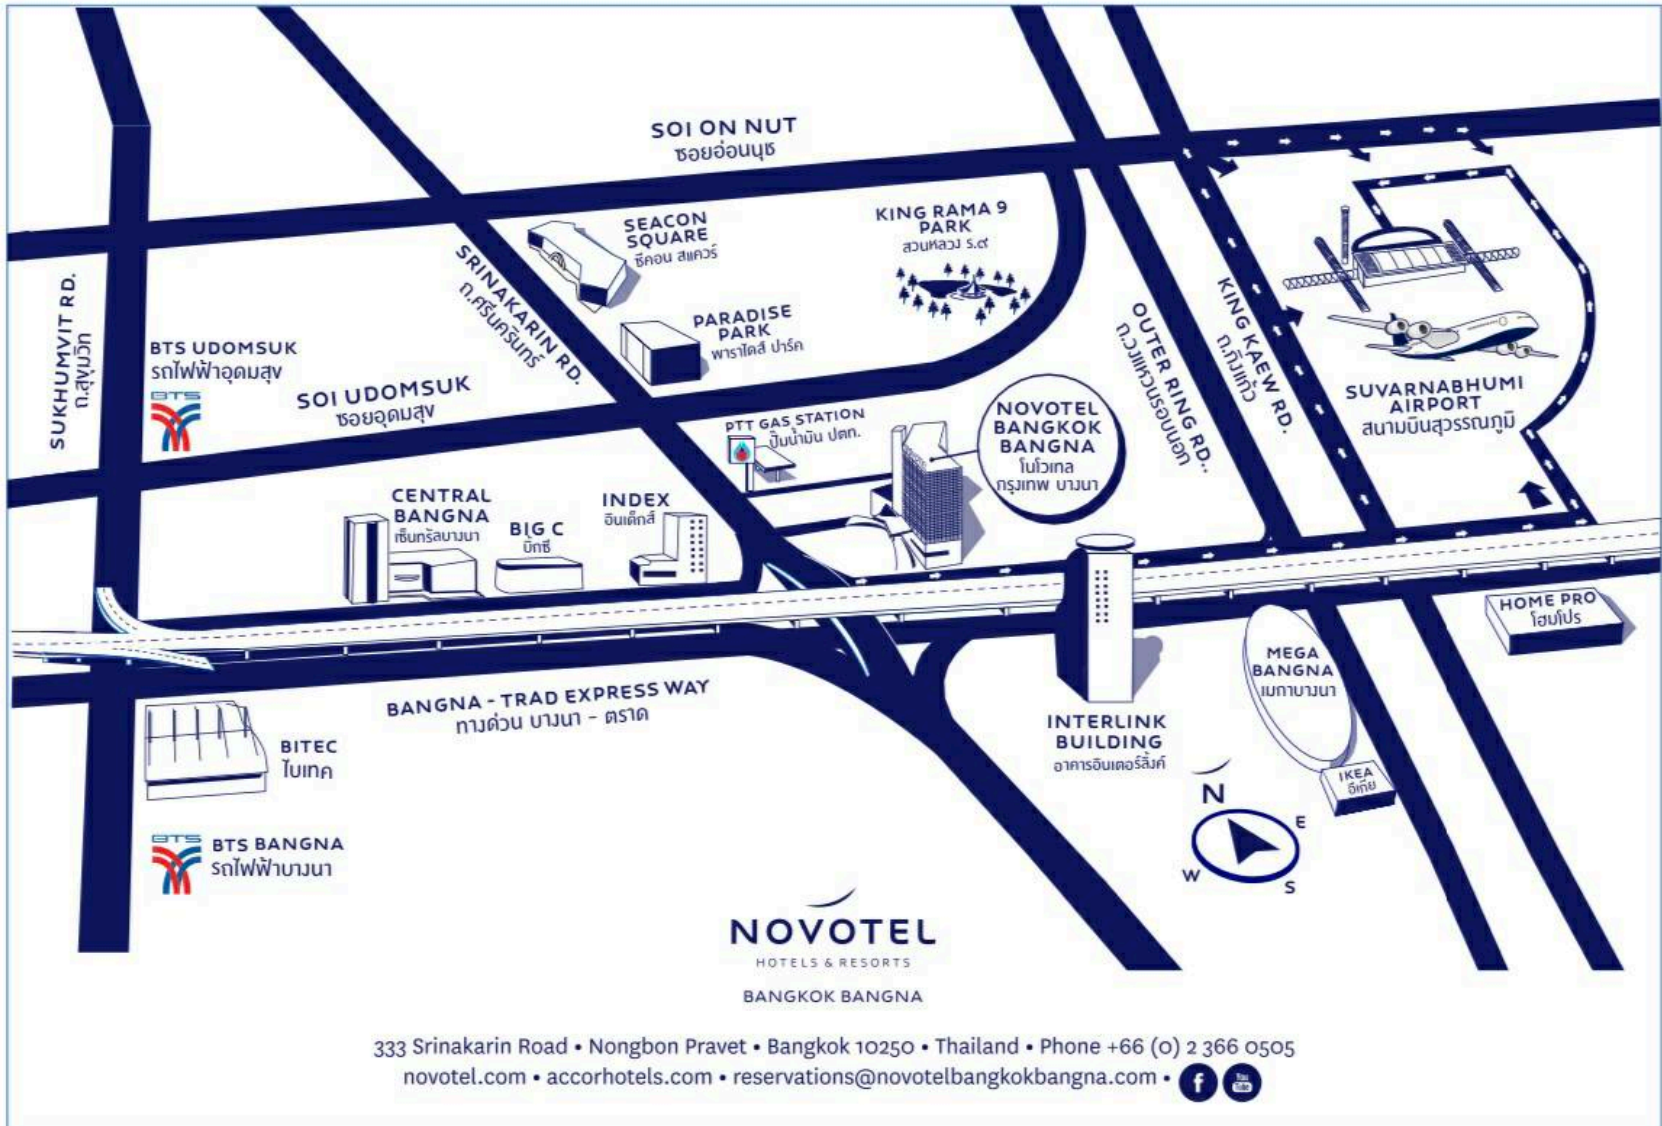 SOI ON NUT
ซอยอ่อนนุช
SEACON
SQUARE
ซีคอน สแควร์
KING RAMA 9
PARK
สวนหลวง ร.๙
SUKHUMVIT RD.
ถ.สุขุมวิท
SRINAKARIN RD.
ถ.ศรีนครินทร์
PARADISE
PARK
พาราไดส์ ปาร์ค
OUTER RING RD..
ถ.วงแหวนรอบนอก
KING KAEW RD.
ถ.กิ่งแก้ว
BTS UDOMSUK
รถไฟฟ้าอุดมสุข
BTS
SOI UDOMSUK
ซอยอุดมสุข
SUVARNABHUMI
AIRPORT
สนามบินสุวรรณภูมิ
PTT GAS STATION
ปั๊มน้ำมัน ปตท.
NOVOTEL
BANGKOK
BANGNA
โนโวเทล
กรุงเทพ บางนา
CENTRAL
BANGNA
เซ็นทรัลบางนา
BIG C
บิ๊กซี
INDEX
อินเด็กส์
HOME PRO
โฮมโปร
MEGA
BANGNA
เมกาบางนา
BANGNA - TRAD EXPRESS WAY
ทางด่วน บางนา - ตราด
INTERLINK
BUILDING
อาคารอินเตอร์ลิ้งค์
BITEC
ไบเทค
IKEA
อีเกีย
N
E
W
S
BTS
BTS BANGNA
รถไฟฟ้าบางนา
NOVOTEL
HOTELS & RESORTS
BANGKOK BANGNA
333 Srinakarin Road • Nongbon Pravet • Bangkok 10250 • Thailand • Phone +66 (0) 2 366 0505
novotel.com • accorhotels.com • reservations@novotelbangkokbangna.com • f You Tube